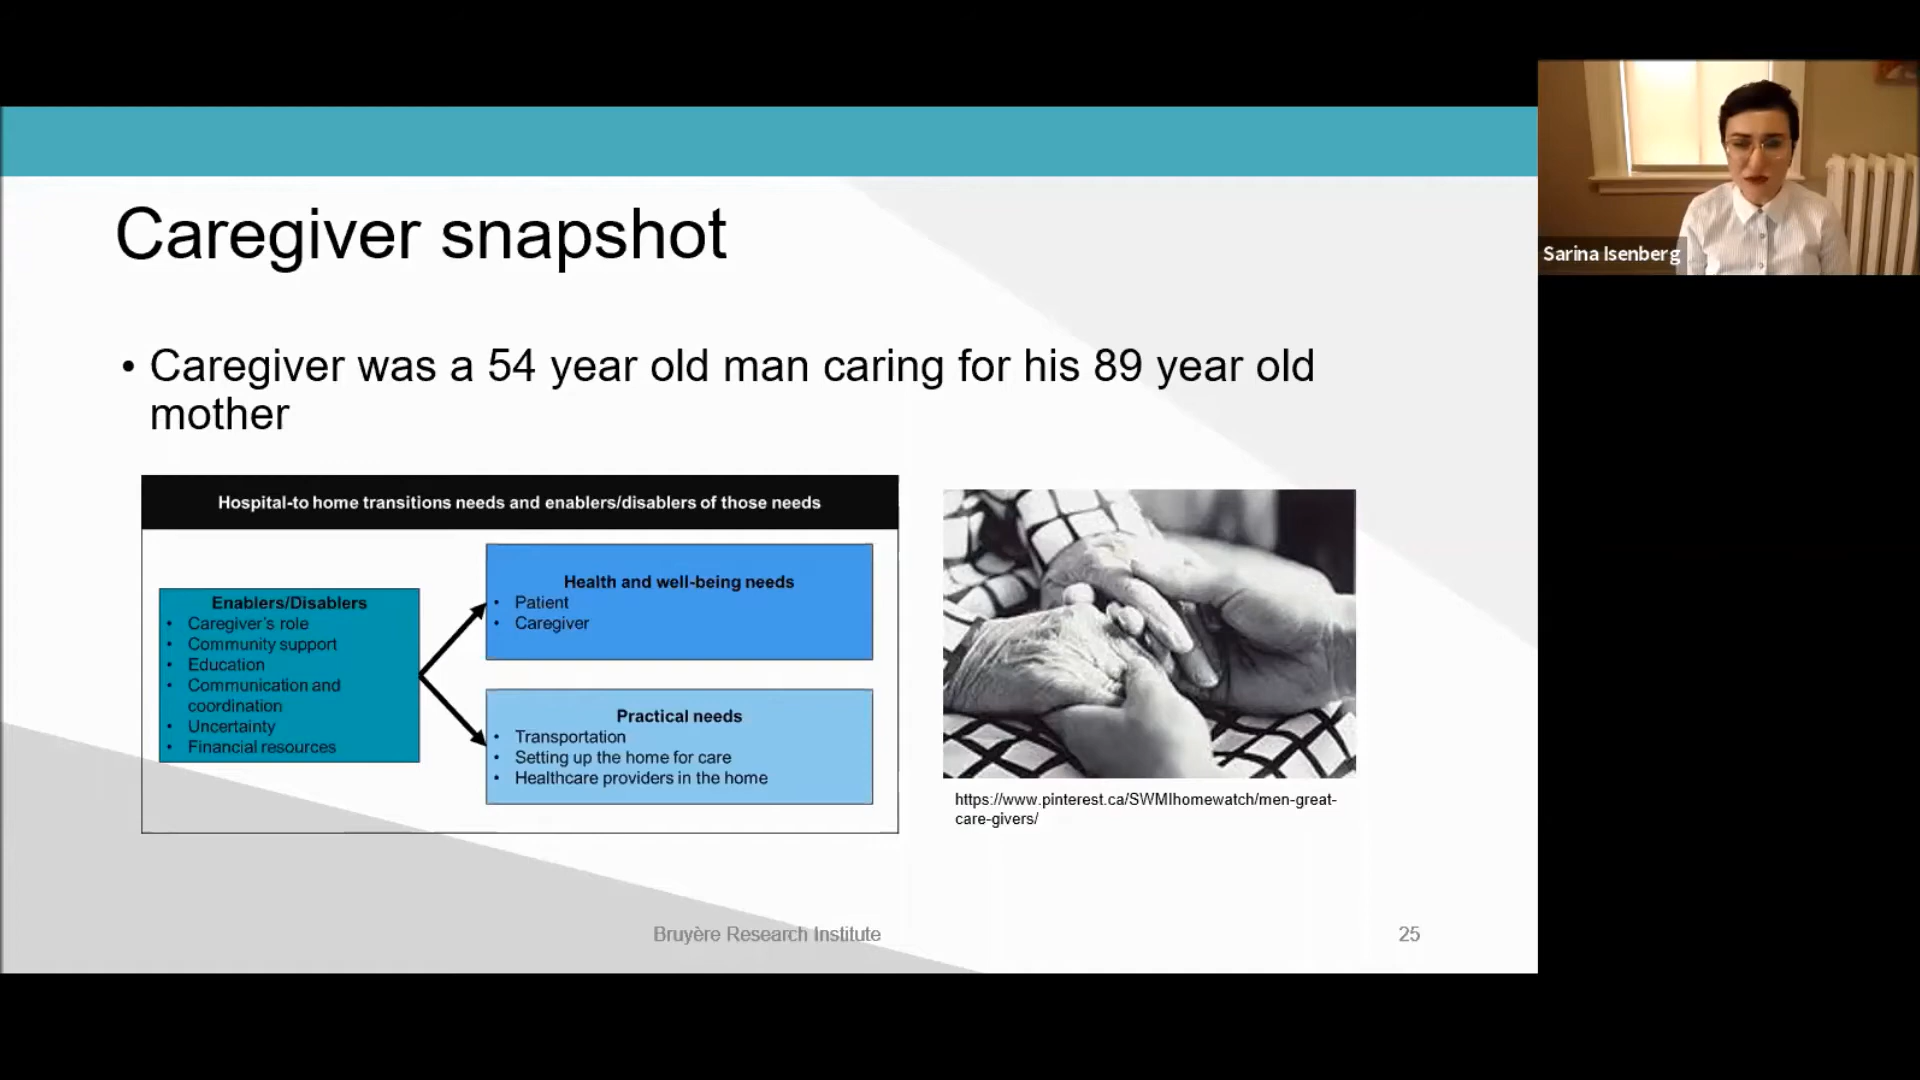 Caregiver snapshot
• Caregiver was a 54 year old man caring for his 89 year old
mother
Hospital-to home transitions needs and enablers/disablers of those needs
Enablers/Disablers
• Caregiver's role
• Community support
• Education
• Communication and
coordination
• Uncertainty
• Financial resources
Health and well-being needs
• Patient
• Caregiver
Practical needs
• Transportation
• Setting up the home for care
• Healthcare providers in the home
https://www.pinterest.ca/SWMIhomewatch/men-great-
care-givers/
Bruyère Research Institute
25
Sarina Isenberg